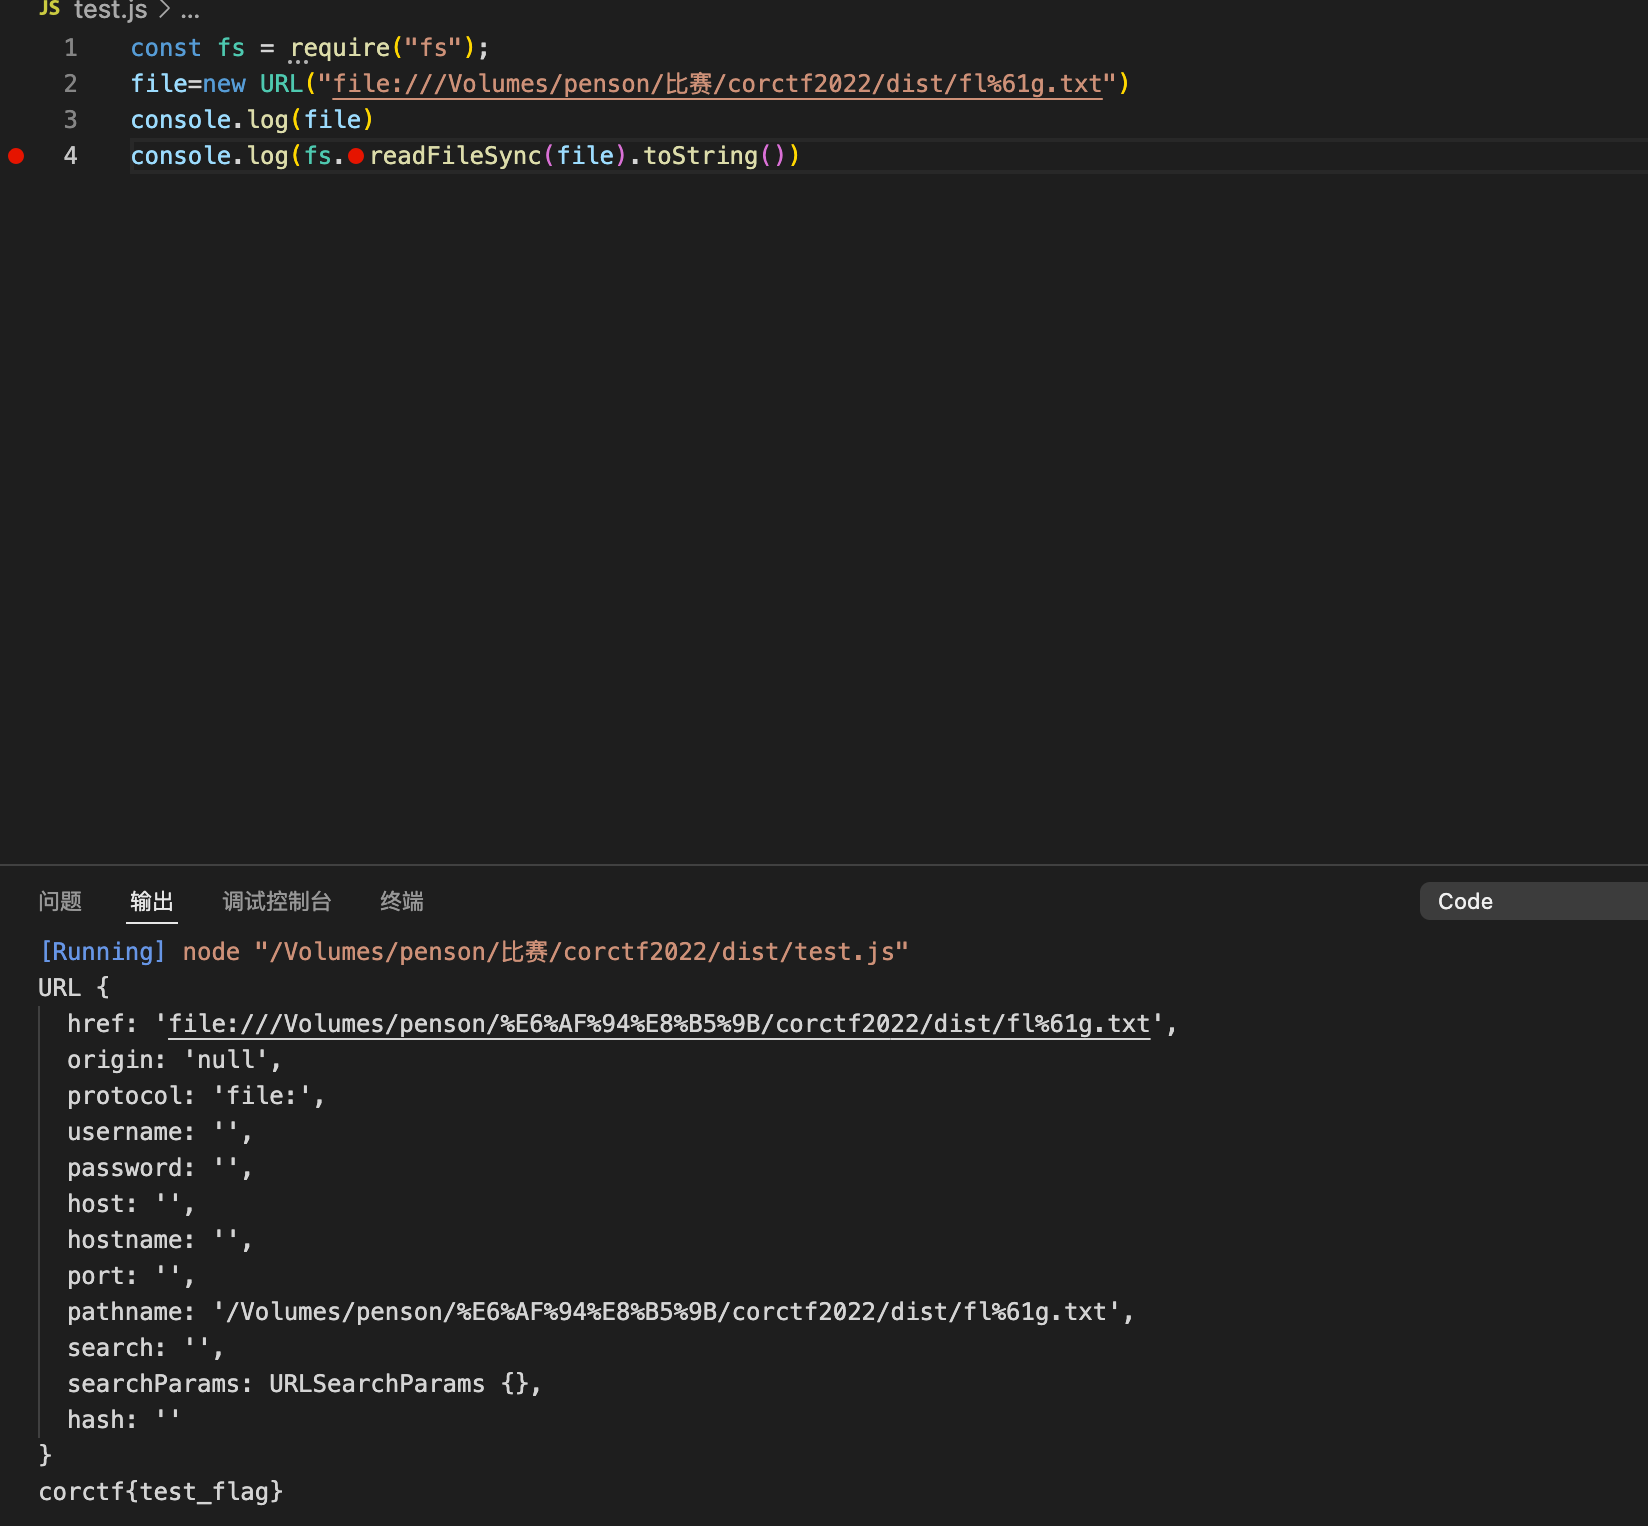 JS test.js > ...
1 const fs = require("fs");
2 file=new URL("file:///Volumes/penson/比赛/corctf2022/dist/fl%61g.txt")
3 console.log(file)
4 console.log(fs.readFileSync(file).toString())
问题 输出 调试控制台 终端 Code
[Running] node "/Volumes/penson/比赛/corctf2022/dist/test.js"
URL {
  href: 'file:///Volumes/penson/%E6%AF%94%E8%B5%9B/corctf2022/dist/fl%61g.txt',
  origin: 'null',
  protocol: 'file:',
  username: '',
  password: '',
  host: '',
  hostname: '',
  port: '',
  pathname: '/Volumes/penson/%E6%AF%94%E8%B5%9B/corctf2022/dist/fl%61g.txt',
  search: '',
  searchParams: URLSearchParams {},
  hash: ''
}
corctf{test_flag}